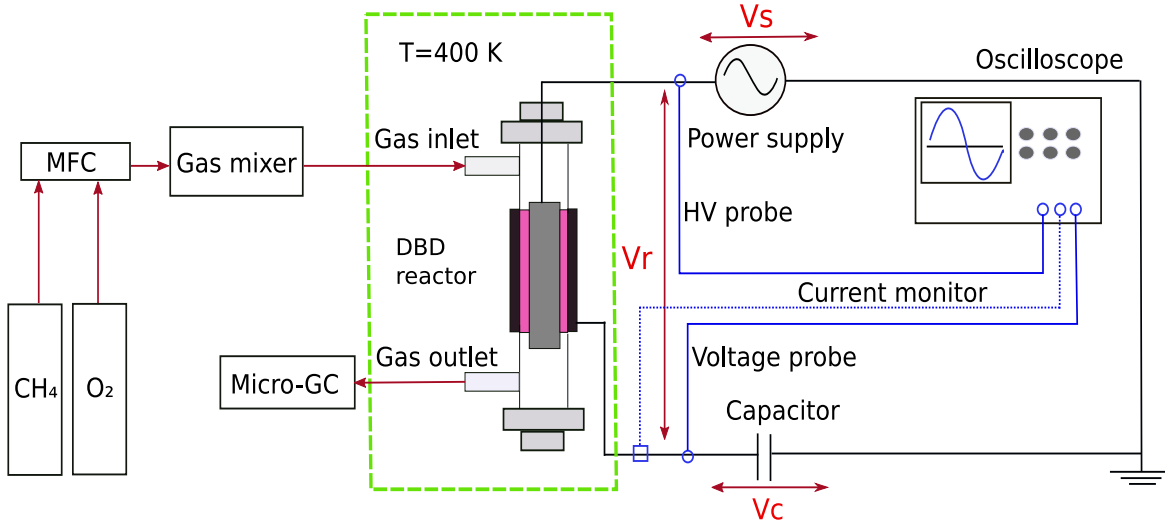 Vs
T=400 K
Oscilloscope
Gas inlet
Power supply
MFC
Gas mixer
HV probe
DBD
reactor
Vr
Current monitor
Gas outlet
Voltage probe
CH₄
O₂
Micro-GC
Capacitor
Vc